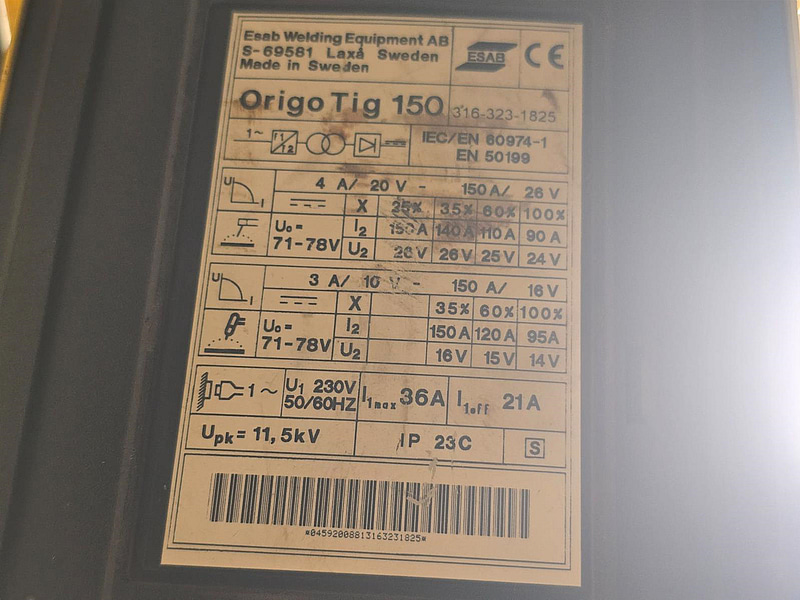 Esab Welding Equipment AB
S-69581 Laxå Sweden
Made in Sweden
ESAB
CE
Origo Tig 150 316-323-1825
1~ f1 f2
IEC/EN 60974-1
EN 50199
U I
4 A/ 20 V - 150 A/ 26 V
X 25% 35% 60% 100%
U₀=
71-78V
I₂ 150 A 140 A 110 A 90 A
U₂ 26 V 26 V 25 V 24 V
U I
3 A/ 10 V - 150 A/ 16 V
X 35% 60% 100%
U₀=
71-78V
I₂ 150 A 120 A 95A
U₂ 16 V 15 V 14 V
1~ U₁ 230V
50/60HZ
I₁max 36A
I₁eff 21A
Upk= 11,5kV IP 23C S
*0459200881316323182​5*